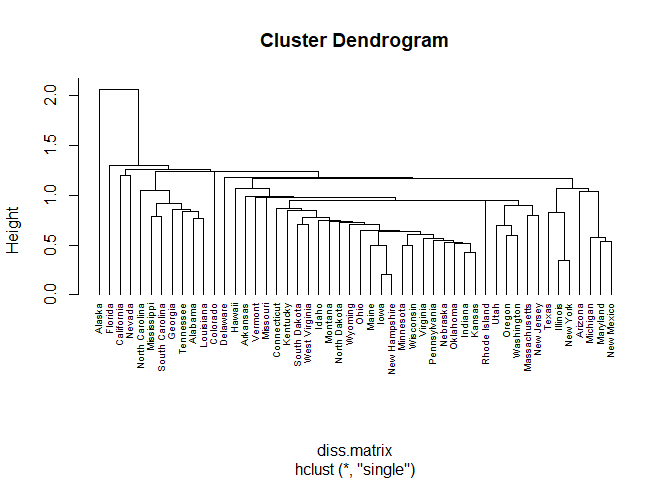 Cluster Dendrogram
Height
0.0
0.5
1.0
1.5
2.0
Alaska
Florida
California
Nevada
North Carolina
Mississippi
South Carolina
Georgia
Tennessee
Alabama
Louisiana
Colorado
Delaware
Hawaii
Arkansas
Vermont
Missouri
Connecticut
Kentucky
South Dakota
West Virginia
Idaho
Montana
North Dakota
Wyoming
Ohio
Maine
Iowa
New Hampshire
Minnesota
Wisconsin
Virginia
Pennsylvania
Nebraska
Oklahoma
Indiana
Kansas
Rhode Island
Utah
Oregon
Washington
Massachusetts
New Jersey
Texas
Illinois
New York
Arizona
Michigan
Maryland
New Mexico
diss.matrix
hclust (*, "single")